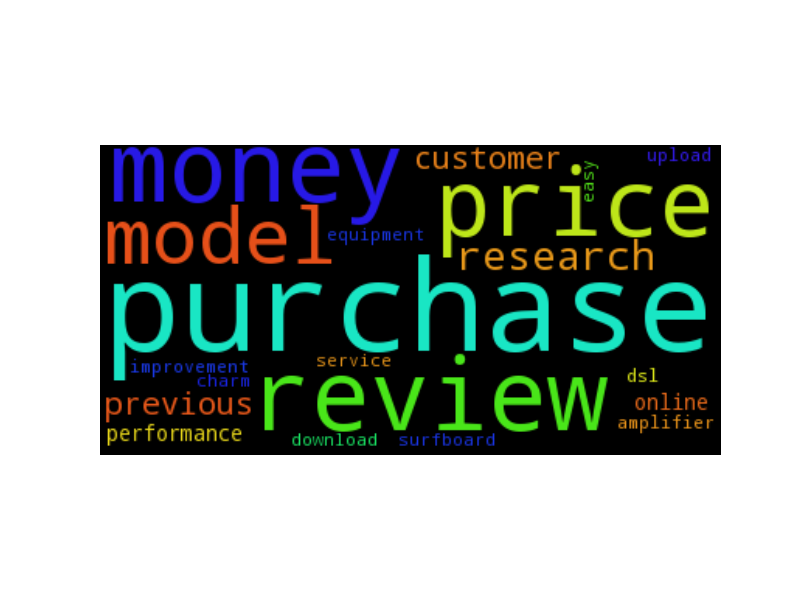 money
customer
easy
upload
price
model
equipment
research
purchase
improvement
service
charm
review
dsl
previous
online
performance
download
surfboard
amplifier